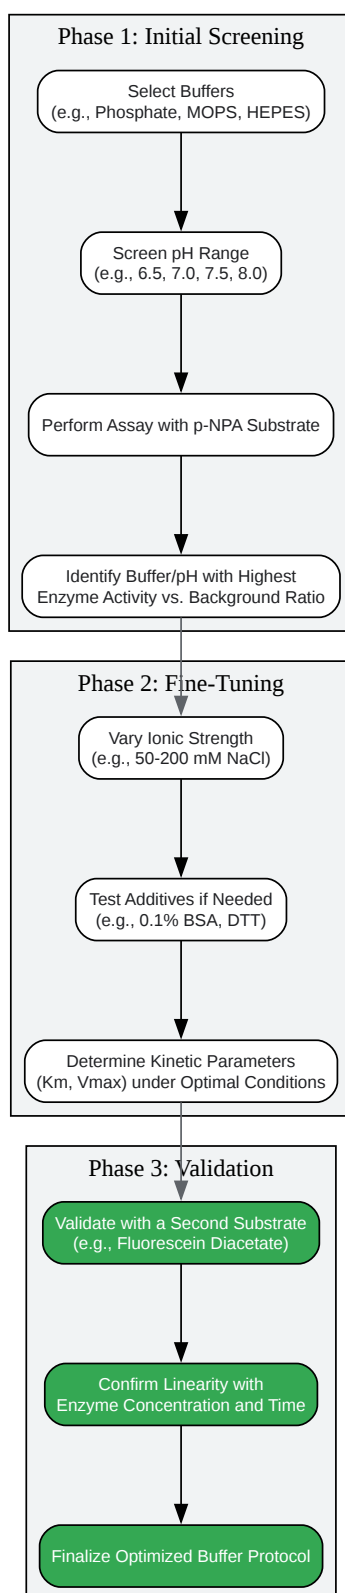 Phase 1: Initial Screening
Select Buffers
(e.g., Phosphate, MOPS, HEPES)
Screen pH Range
(e.g., 6.5, 7.0, 7.5, 8.0)
Perform Assay with p-NPA Substrate
Identify Buffer/pH with Highest
Enzyme Activity vs. Background Ratio
Phase 2: Fine-Tuning
Vary Ionic Strength
(e.g., 50-200 mM NaCl)
Test Additives if Needed
(e.g., 0.1% BSA, DTT)
Determine Kinetic Parameters
(Km, Vmax) under Optimal Conditions
Phase 3: Validation
Validate with a Second Substrate
(e.g., Fluorescein Diacetate)
Confirm Linearity with
Enzyme Concentration and Time
Finalize Optimized Buffer Protocol